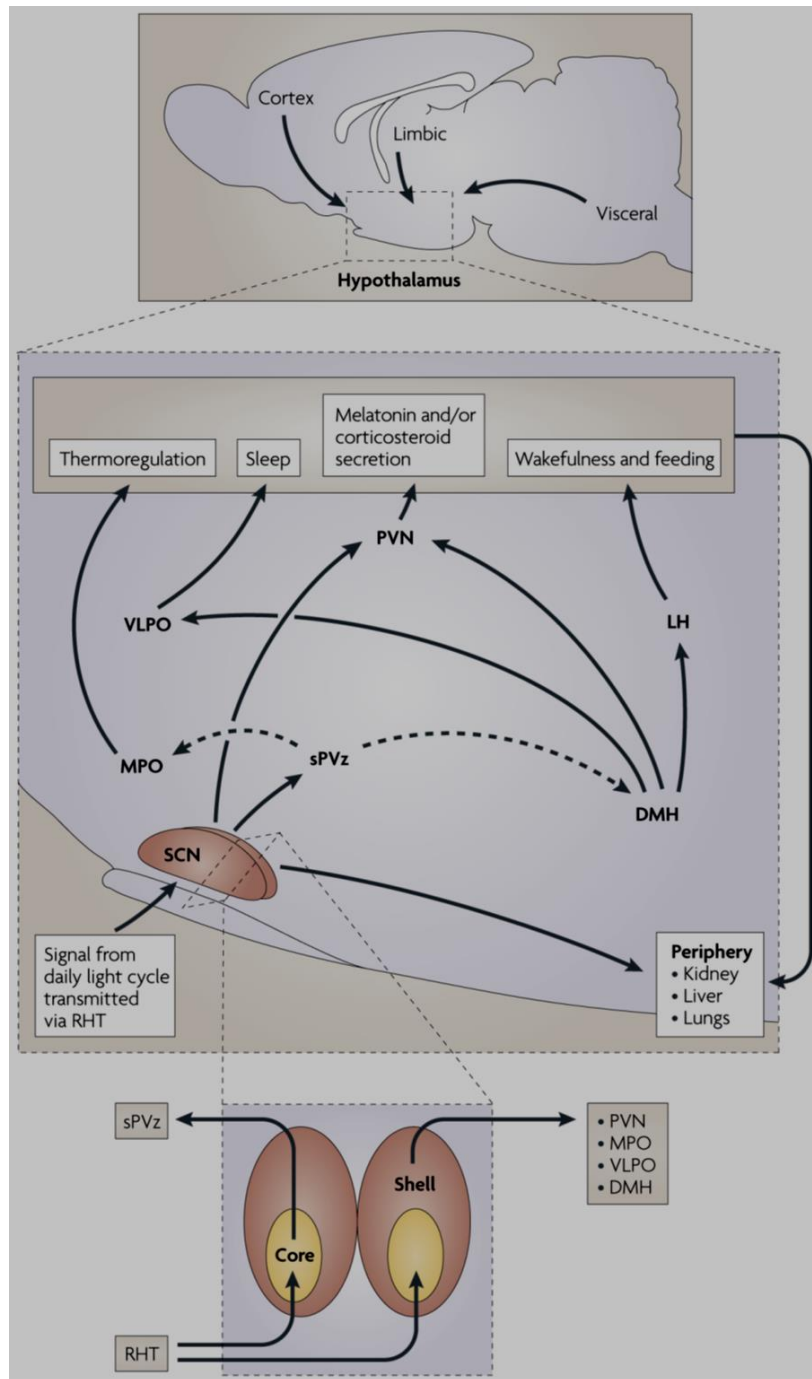 Cortex
Limbic
Visceral
Hypothalamus
Thermoregulation
Sleep
Melatonin and/or
corticosteroid
secretion
Wakefulness and feeding
PVN
VLPO
LH
MPO
sPVz
DMH
SCN
Signal from
daily light cycle
transmitted
via RHT
Periphery
• Kidney
• Liver
• Lungs
sPVz
• PVN
• MPO
• VLPO
• DMH
Shell
Core
RHT